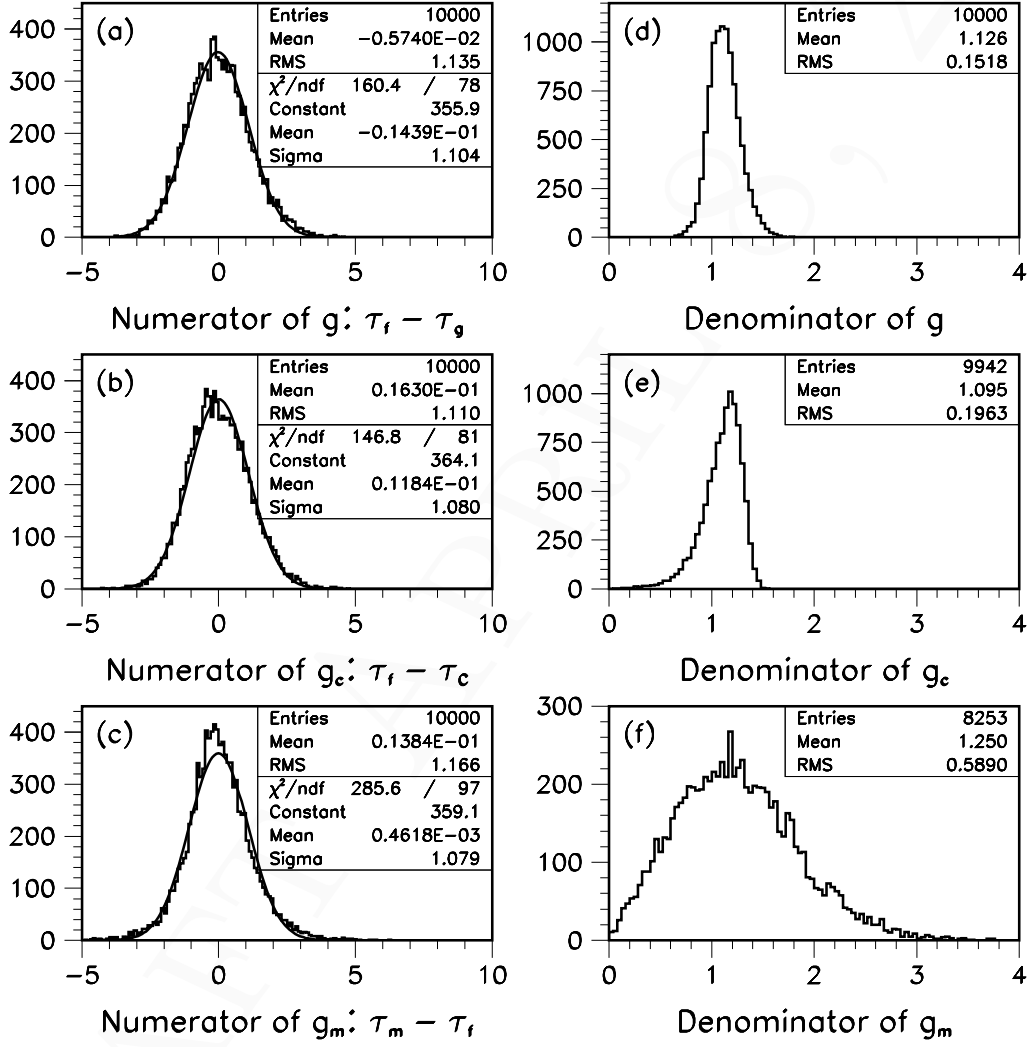 (a)
Entries 10000
Mean −0.5740E−02
RMS 1.135
χ²/ndf 160.4 / 78
Constant 355.9
Mean −0.1439E−01
Sigma 1.104
400
300
200
100
0
−5 0 5 10
Numerator of g: τf − τg
(d)
Entries 10000
Mean 1.126
RMS 0.1518
1000
750
500
250
0
0 1 2 3 4
Denominator of g
(b)
Entries 10000
Mean 0.1630E−01
RMS 1.110
χ²/ndf 146.8 / 81
Constant 364.1
Mean 0.1184E−01
Sigma 1.080
400
300
200
100
0
−5 0 5 10
Numerator of gc: τf − τC
(e)
Entries 9942
Mean 1.095
RMS 0.1963
1000
750
500
250
0
0 1 2 3 4
Denominator of gc
(c)
Entries 10000
Mean 0.1384E−01
RMS 1.166
χ²/ndf 285.6 / 97
Constant 359.1
Mean 0.4618E−03
Sigma 1.079
400
300
200
100
0
−5 0 5 10
Numerator of gm: τm − τf
(f)
Entries 8253
Mean 1.250
RMS 0.5890
300
200
100
0
0 1 2 3 4
Denominator of gm